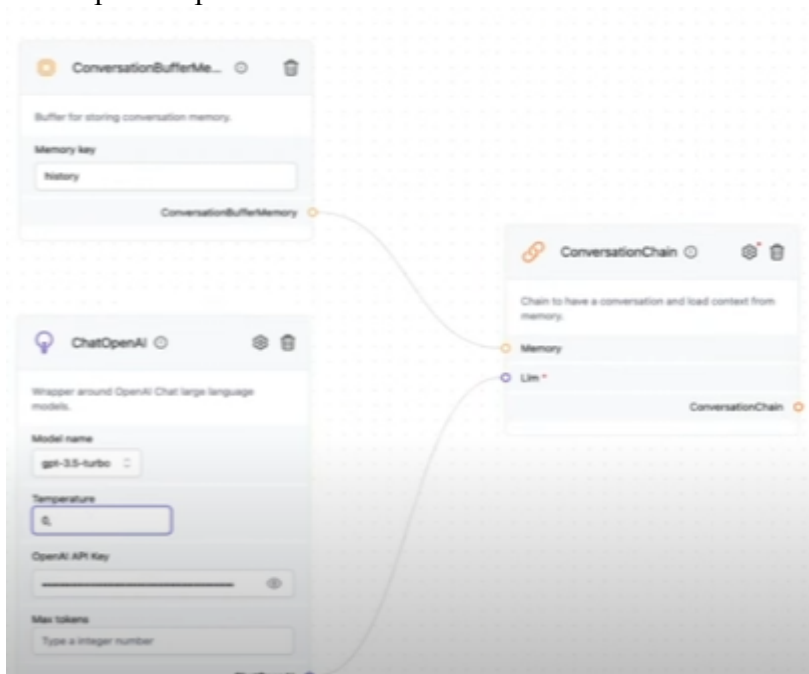 ConversationBufferMe...
Buffer for storing conversation memory.
Memory key
history
ConversationBufferMemory
ConversationChain
Chain to have a conversation and load context from
memory.
Memory
Llm *
ConversationChain
ChatOpenAI
Wrapper around OpenAI Chat large language
models.
Model name
gpt-3.5-turbo
Temperature
0,
OpenAI API Key
Max tokens
Type a integer number